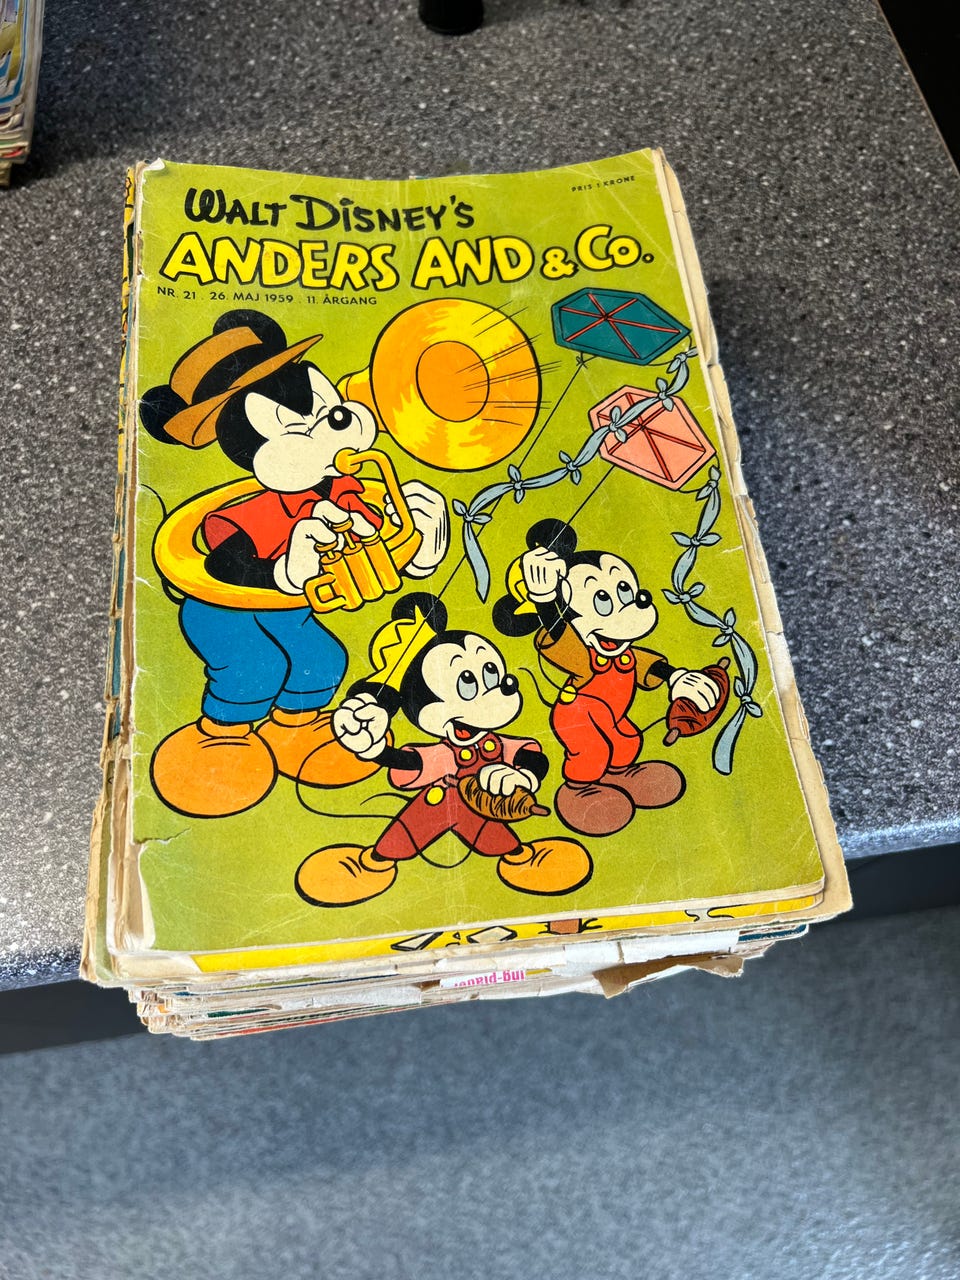 PRIS 1 KRONE
WALT DISNEY'S
ANDERS AND & CO.
NR. 21 . 26. MAJ 1959 . 11. ÅRGANG